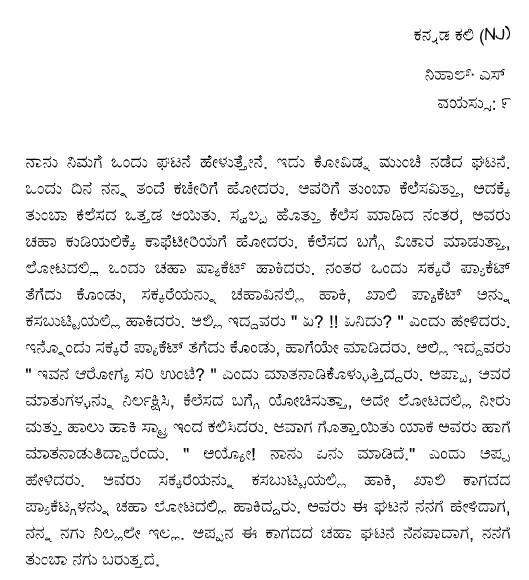 ಕನ್ನಡ ಕಲಿ (NJ)
ನಿಹಾಲ್ ಎಸ್
ವಯಸ್ಸು: ೯
ನಾನು ನಿಮಗೆ ಒಂದು ಘಟನೆ ಹೇಳುತ್ತೇನೆ. ಇದು ಕೋವಿಡ್ನ ಮುಂಚಿ ನಡೆದ ಘಟನೆ.
ಒಂದು ದಿನ ನನ್ನ ತಂದೆ ಕಚೇರಿಗೆ ಹೋದರು. ಅವರಿಗೆ ತುಂಬಾ ಕೆಲಸವಿತ್ತು, ಅದಕ್ಕೆ
ತುಂಬಾ ಕೆಲಸದ ಒತ್ತಡ ಆಯಿತು. ಸ್ವಲ್ಪ ಹೊತ್ತು ಕೆಲಸ ಮಾಡಿದ ನಂತರ, ಅವರು
ಚಹಾ ಕುಡಿಯಲಿಕ್ಕೆ ಕಾಫೆಟೀರಿಯಗೆ ಹೋದರು. ಕೆಲಸದ ಬಗ್ಗೆ ವಿಚಾರ ಮಾಡುತ್ತಾ,
ಲೋಟದಲ್ಲಿ ಒಂದು ಚಹಾ ಪ್ಯಾಕೆಟ್ ಹಾಕಿದರು. ನಂತರ ಒಂದು ಸಕ್ಕರೆ ಪ್ಯಾಕೆಟ್
ತೆಗೆದು ಕೊಂಡು, ಸಕ್ಕರೆಯನ್ನು ಚಹಾವಿನಲ್ಲಿ ಹಾಕಿ, ಖಾಲಿ ಪ್ಯಾಕೆಟ್ ಅನ್ನು
ಕಸಬುಟ್ಟಿಯಲ್ಲಿ ಹಾಕಿದರು. ಅಲ್ಲಿ ಇದ್ದವರು " ಏ? !! ಏನಿದು? " ಎಂದು ಹೇಳಿದರು.
ಇನ್ನೊಂದು ಸಕ್ಕರೆ ಪ್ಯಾಕೆಟ್ ತೆಗೆದು ಕೊಂಡು, ಹಾಗೆಯೇ ಮಾಡಿದರು. ಅಲ್ಲಿ ಇದ್ದವರು
" ಇವನ ಆರೋಗ್ಯ ಸರಿ ಉಂಟೆ? " ಎಂದು ಮಾತನಾಡಿಕೊಳ್ಳುತ್ತಿದ್ದರು. ಅಪ್ಪಾ, ಅವರ
ಮಾತುಗಳ್ಳನ್ನು ನಿರ್ಲಕ್ಷಿಸಿ, ಕೆಲಸದ ಬಗ್ಗೆ ಯೋಚಿಸುತ್ತಾ, ಅದೇ ಲೋಟದಲ್ಲಿ ನೀರು
ಮತ್ತು ಹಾಲು ಹಾಕಿ ಸ್ಟ್ರಾ ಇಂದ ಕಲಿಸಿದರು. ಅವಾಗ ಗೊತ್ತಾಯಿತು ಯಾಕೆ ಅವರು ಹಾಗೆ
ಮಾತನಾಡುತಿದ್ದಾರೆಂದು. " ಅಯ್ಯೋ! ನಾನು ಏನು ಮಾಡಿದೆ." ಎಂದು ಅಪ್ಪ
ಹೇಳಿದರು. ಅವರು ಸಕ್ಕರೆಯನ್ನು ಕಸಬುಟ್ಟಯಲ್ಲಿ ಹಾಕಿ, ಖಾಲಿ ಕಾಗದದ
ಪ್ಯಾಕೆಟ್ಗಳನ್ನು ಚಹಾ ಲೋಟದಲ್ಲಿ ಹಾಕಿದ್ದರು. ಅವರು ಈ ಘಟನೆ ನನಗೆ ಹೇಳಿದಾಗ,
ನನ್ನ ನಗು ನಿಲ್ಲಲೇ ಇಲ್ಲ. ಅಪ್ಪನ ಈ ಕಾಗದದ ಚಹಾ ಘಟನೆ ನೆನಪಾದಾಗ, ನನಗೆ
ತುಂಬಾ ನಗು ಬರುತ್ತದೆ.